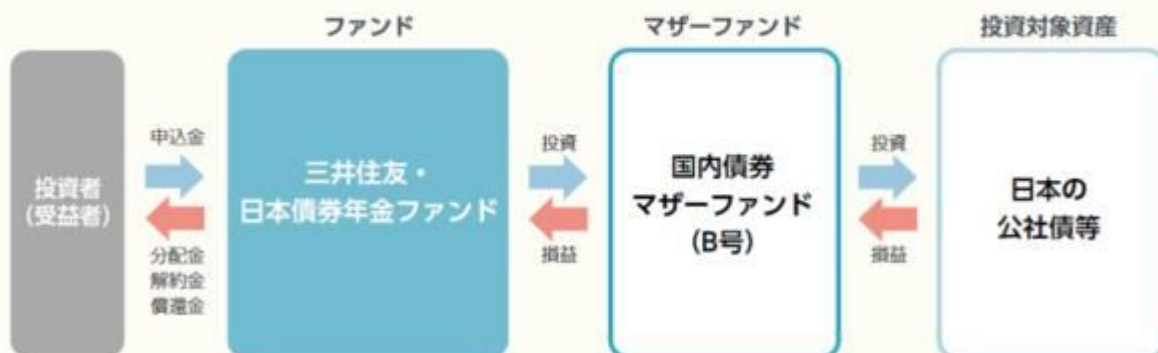 ファンド
マザーファンド
投資対象資産
投資者
(受益者)
申込金
分配金
解約金
償還金
三井住友・
日本債券年金ファンド
投資
損益
国内債券
マザーファンド
(B号)
投資
損益
日本の
公社債等